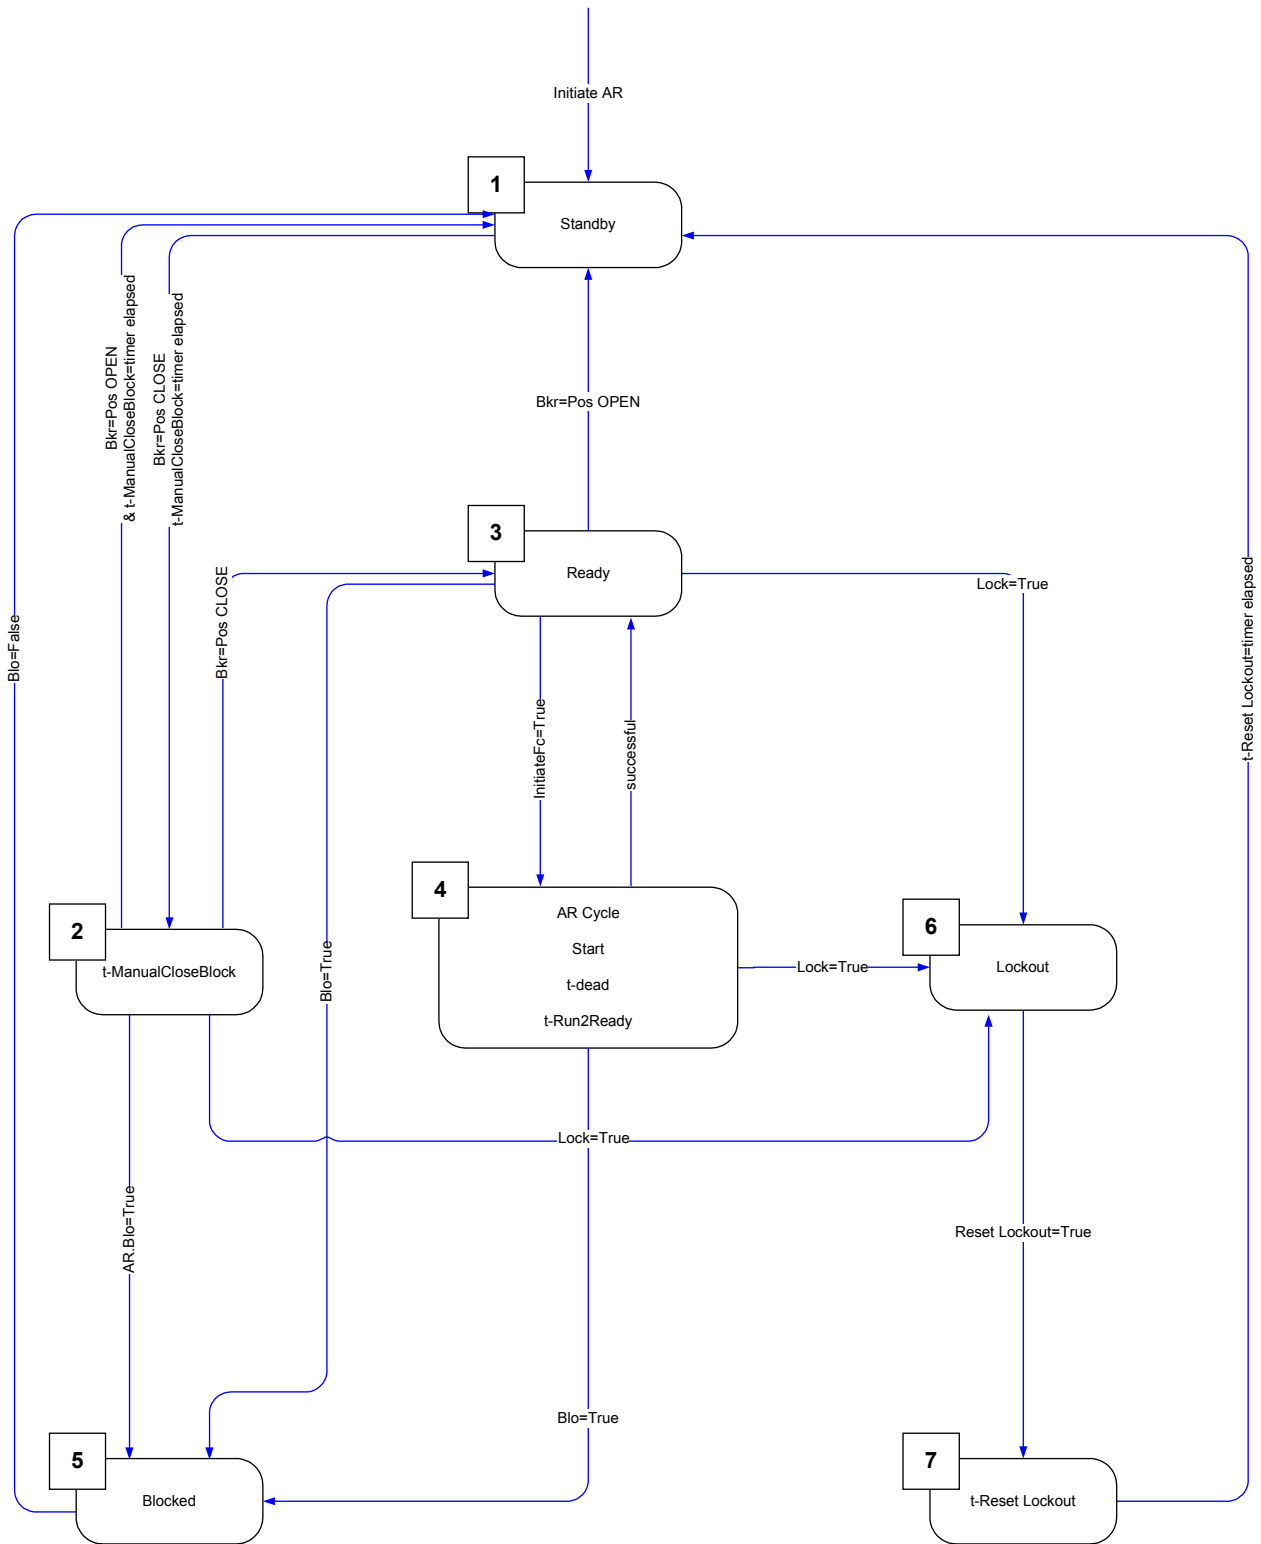 Initiate AR
1
Standby
Bkr=Pos OPEN
& t-ManualCloseBlock=timer elapsed
Bkr=Pos CLOSE
t-ManualCloseBlock=timer elapsed
Bkr=Pos OPEN
3
Ready
Lock=True
Bkr=Pos CLOSE
Blo=False
t-Reset Lockout=timer elapsed
InitiateFc=True
successful
4
AR Cycle
Start
t-dead
t-Run2Ready
2
t-ManualCloseBlock
Blo=True
Lock=True
6
Lockout
Lock=True
AR.Blo=True
Reset Lockout=True
Blo=True
5
Blocked
7
t-Reset Lockout